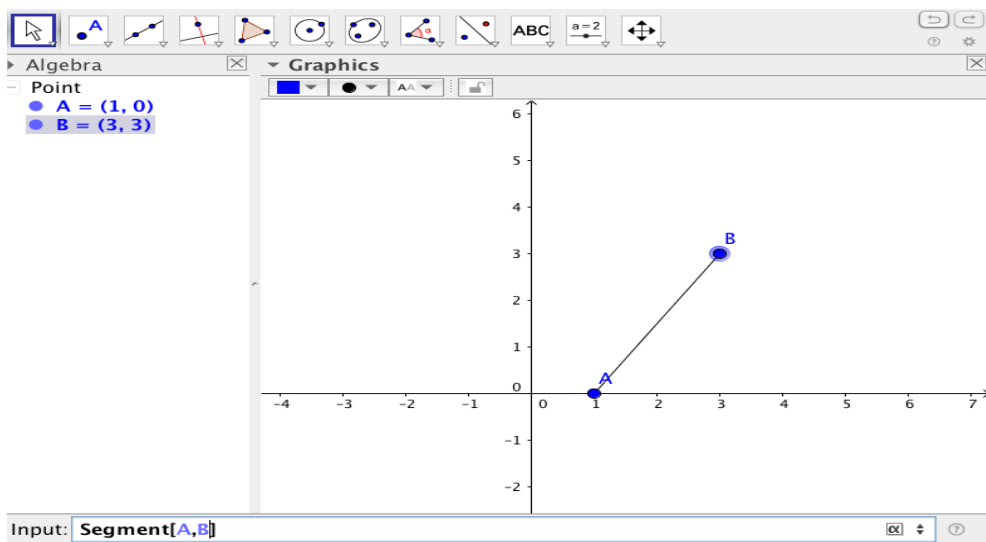 A ABC a=2
Algebra
Graphics
Point
A = (1, 0)
B = (3, 3)
AA
6
5
4
3
2
1
0
-1
-2
B
A
-4 -3 -2 -1 0 1 2 3 4 5 6 7
Input: Segment[A,B]
α